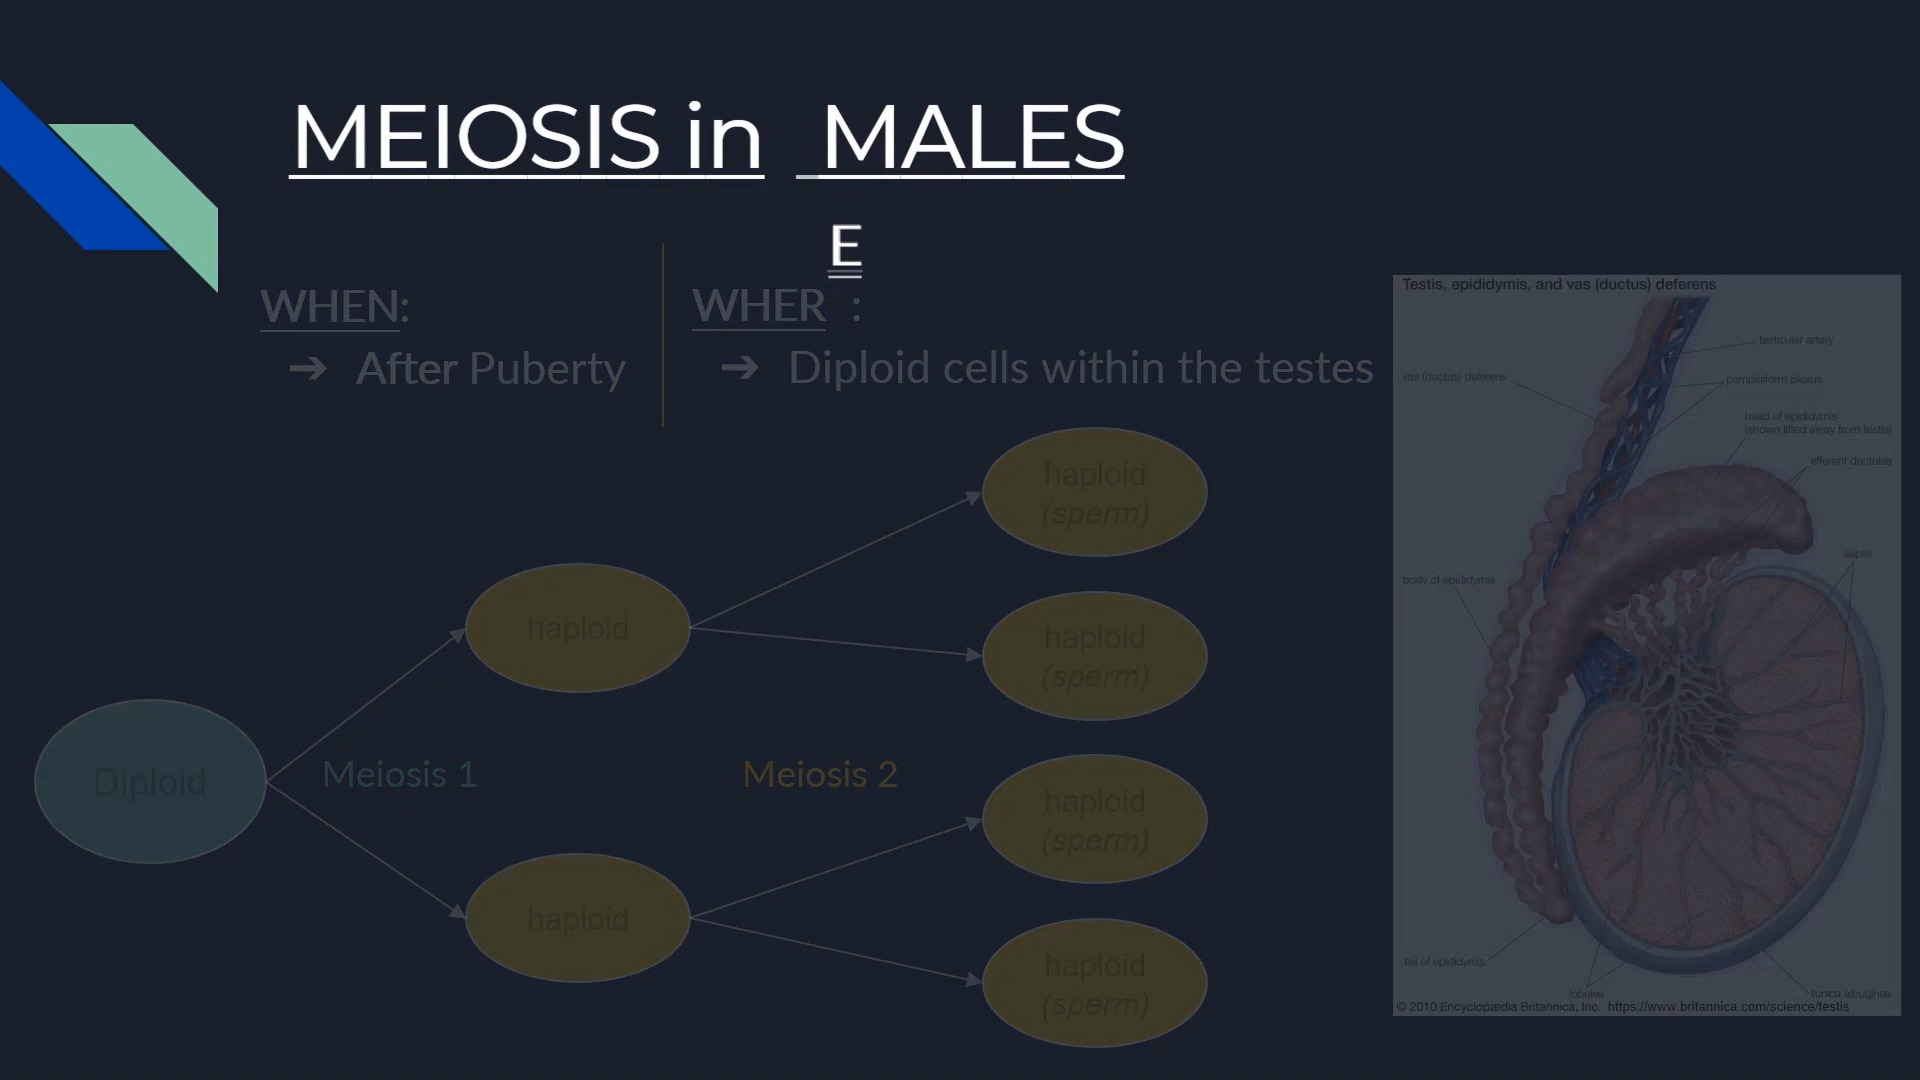 MEIOSIS in MALES
E
WHEN:
➔ After Puberty
WHER :
➔ Diploid cells within the testes
Diploid
Meiosis 1
haploid
haploid
Meiosis 2
haploid
(sperm)
haploid
(sperm)
haploid
(sperm)
haploid
(sperm)
Testis, epididymis, and vas (ductus) deferens
testicular artery
vas (ductus) deferens
pampiniform plexus
head of epididymis
(shown lifted away from testis)
efferent ductules
septa
body of epididymis
tail of epididymis
lobules
tunica albuginea
© 2010 Encyclopædia Britannica, Inc. https://www.britannica.com/science/testis